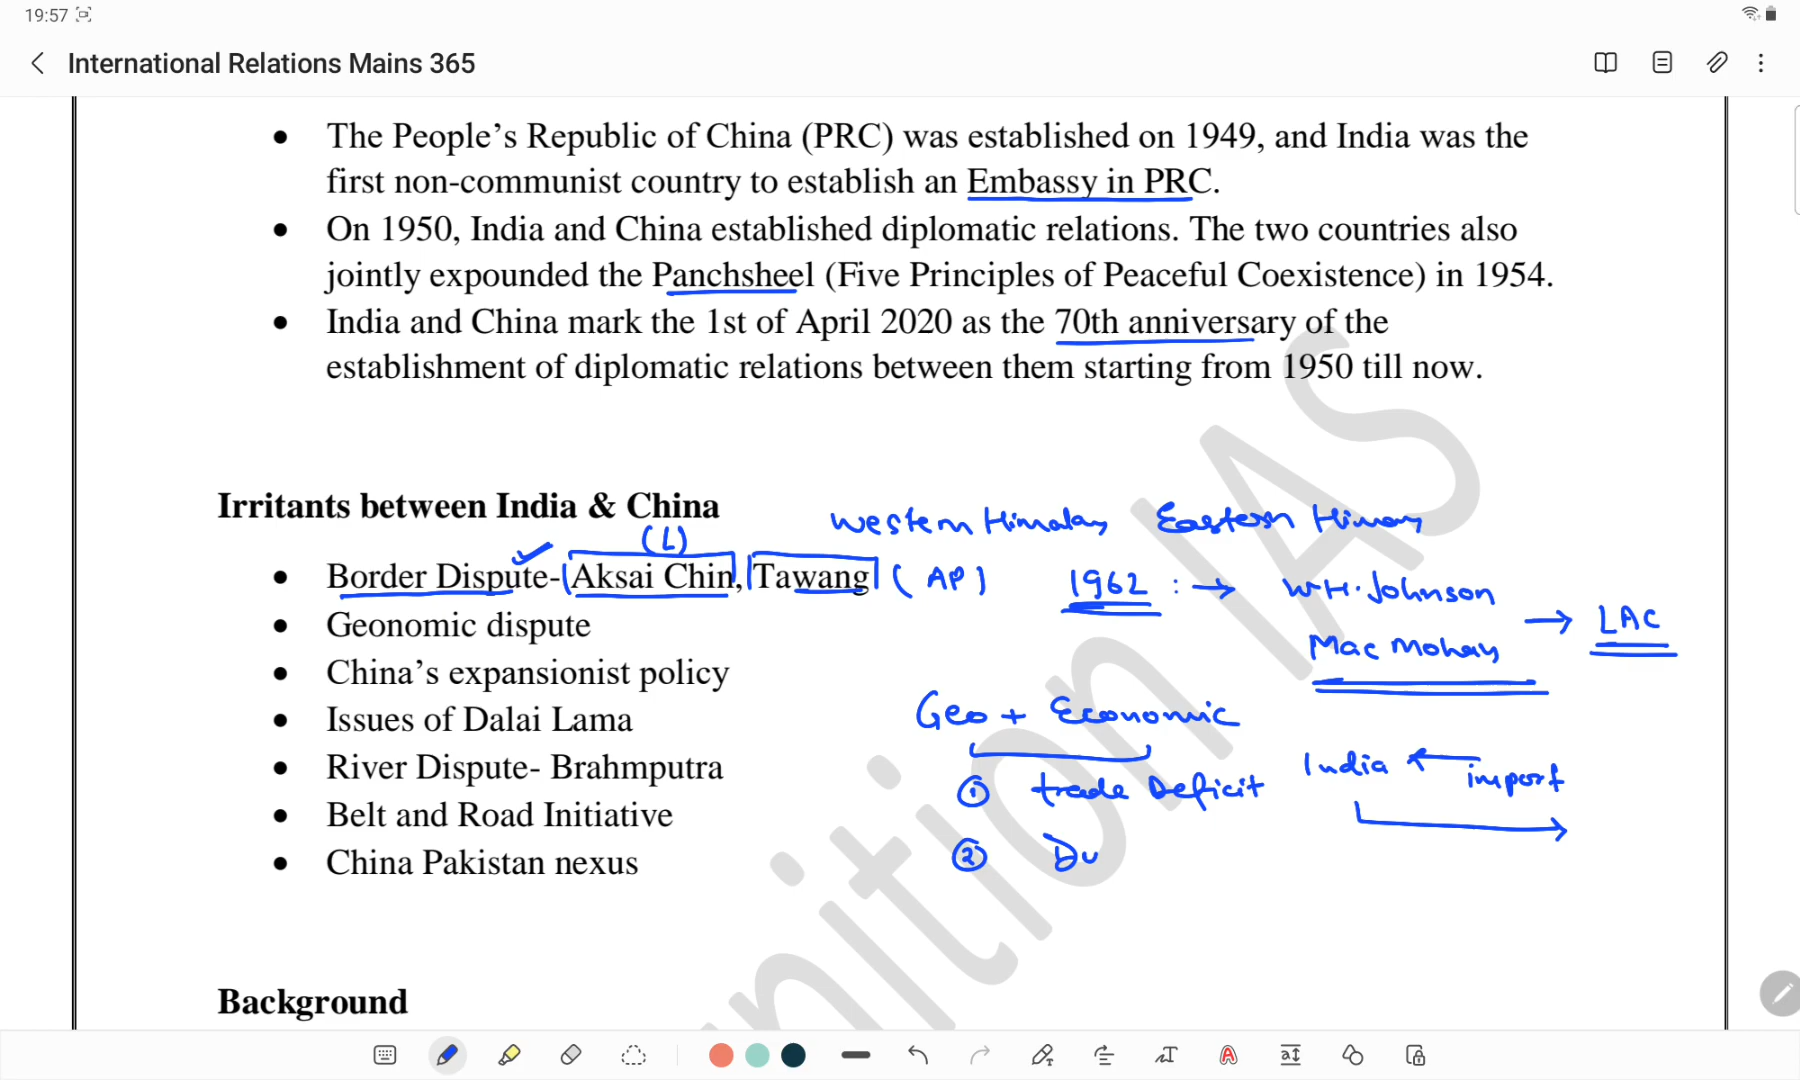 19:57
International Relations Mains 365
• The People’s Republic of China (PRC) was established on 1949, and India was the
first non-communist country to establish an Embassy in PRC.
• On 1950, India and China established diplomatic relations. The two countries also
jointly expounded the Panchsheel (Five Principles of Peaceful Coexistence) in 1954.
• India and China mark the 1st of April 2020 as the 70th anniversary of the
establishment of diplomatic relations between them starting from 1950 till now.
Irritants between India & China
Western Himalay Eastern
(L)
• Border Dispute- Aksai Chin, Tawang (AP) 1962 : → W.H. Johnson
• Geonomic dispute
Mac Mohan → LAC
• China’s expansionist policy
• Issues of Dalai Lama
Geo + Economic
• River Dispute- Brahmputra
① trade Deficit India ← import
• Belt and Road Initiative
• China Pakistan nexus
② Du
Background
nition IAS